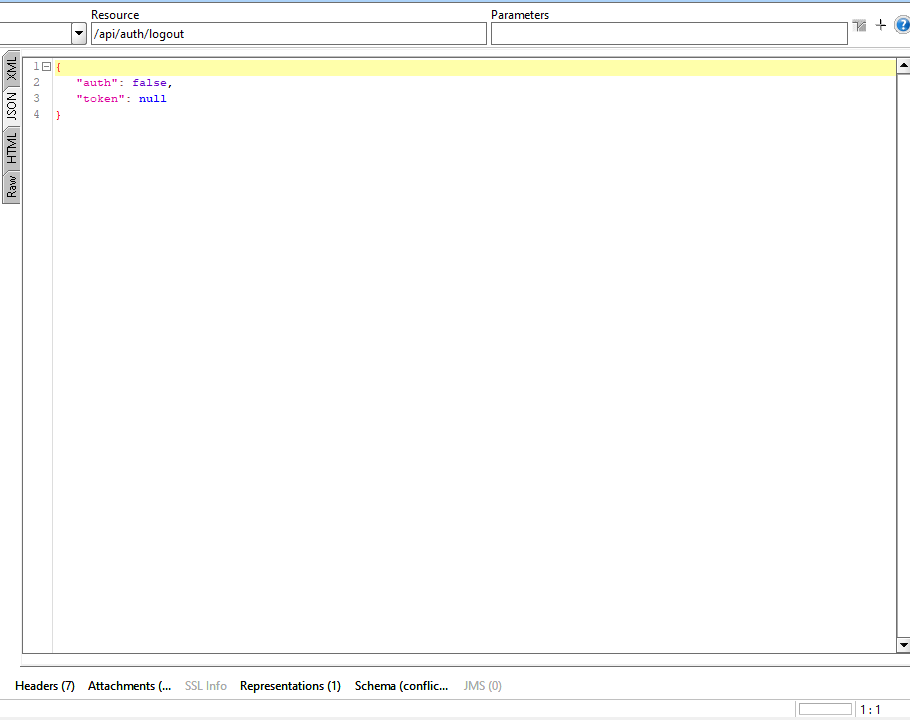 Resource
Parameters
/api/auth/logout
?
XML
JSON
HTML
Raw
1 {
2 "auth": false,
3 "token": null
4 }
Headers (7) Attachments (... SSL Info Representations (1) Schema (conflic... JMS (0)
1 : 1